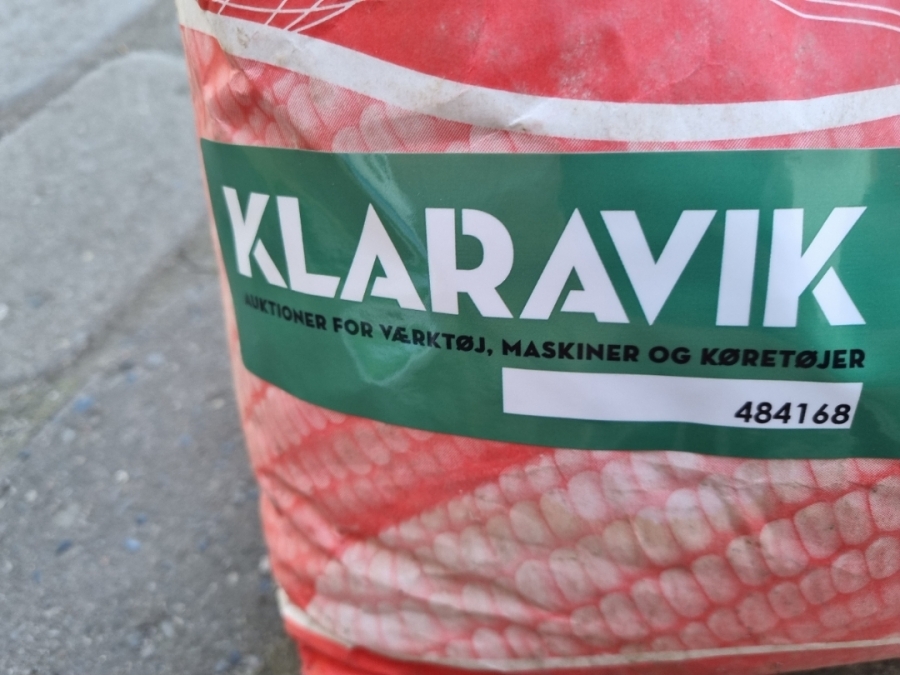 KLARAVIK
AUKTIONER FOR VÆRKTØJ, MASKINER OG KØRETØJER
484168